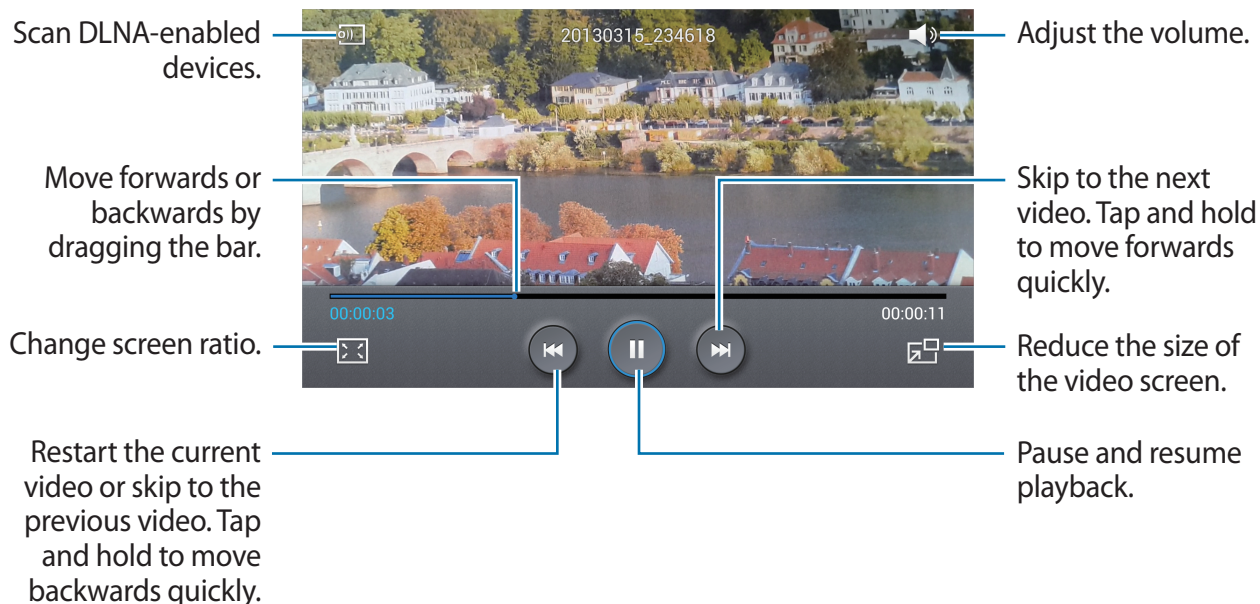 Scan DLNA-enabled
devices.
20130315_234618
Adjust the volume.
Move forwards or
backwards by
dragging the bar.
Skip to the next
video. Tap and hold
to move forwards
quickly.
00:00:03
00:00:11
Change screen ratio.
Reduce the size of
the video screen.
Restart the current
video or skip to the
previous video. Tap
and hold to move
backwards quickly.
Pause and resume
playback.